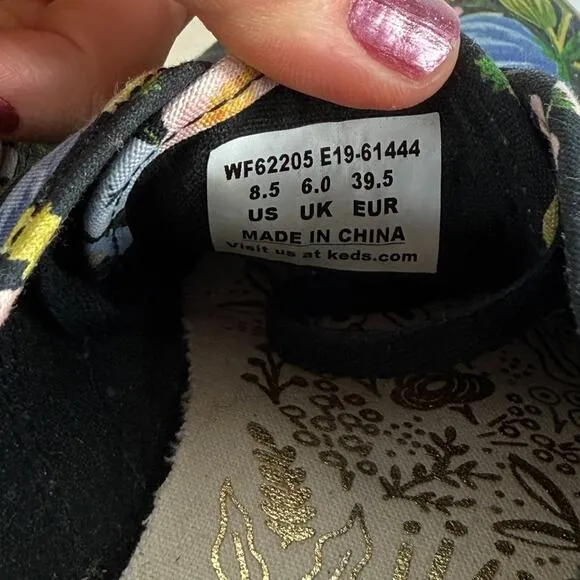 WF62205 E19-61444
8.5 6.0 39.5
US UK EUR
MADE IN CHINA
Visit us at keds.com